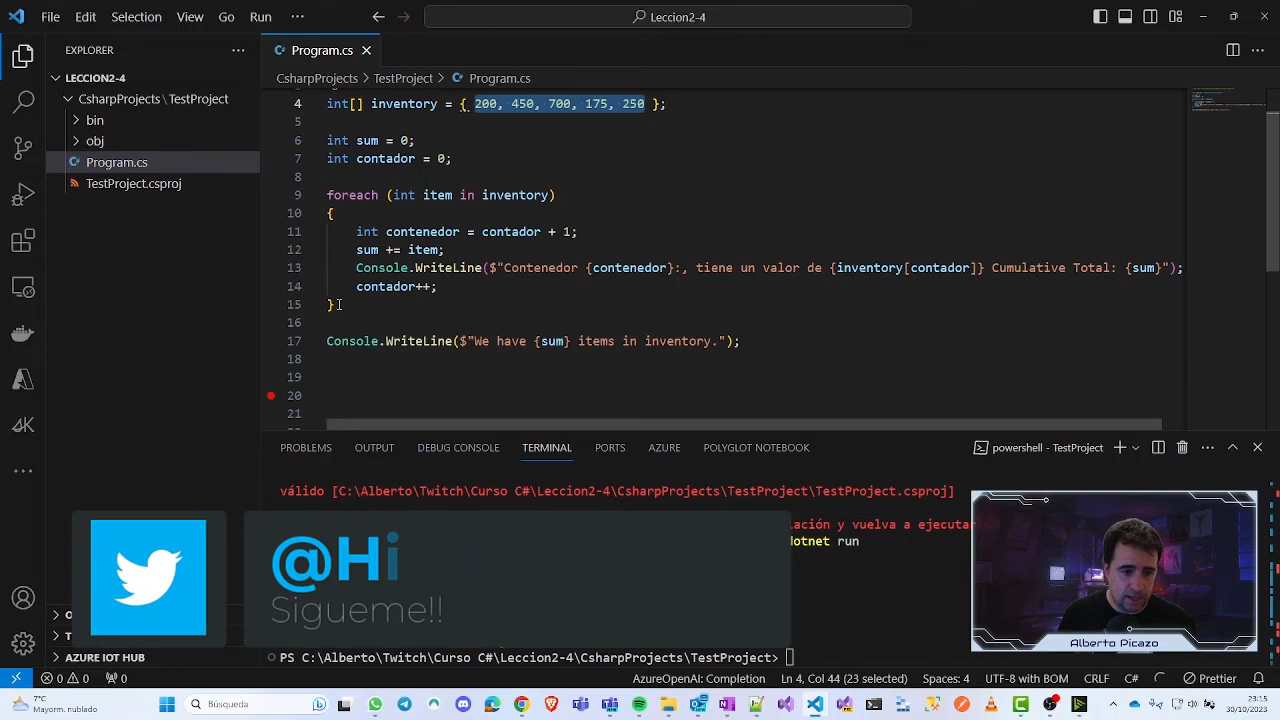 File Edit Selection View Go Run ··· Leccion2-4
EXPLORER
LECCION2-4
CsharpProjects \ TestProject
bin
obj
Program.cs
TestProject.csproj
AZURE IOT HUB
Program.cs
CsharpProjects > TestProject > Program.cs
4 int[] inventory = { 200, 450, 700, 175, 250 };
5
6 int sum = 0;
7 int contador = 0;
8
9 foreach (int item in inventory)
10 {
11 int contenedor = contador + 1;
12 sum += item;
13 Console.WriteLine($"Contenedor {contenedor}:, tiene un valor de {inventory[contador]} Cumulative Total: {sum}");
14 contador++;
15 }
16
17 Console.WriteLine($"We have {sum} items in inventory.");
18
19
20
21
PROBLEMS OUTPUT DEBUG CONSOLE TERMINAL PORTS AZURE POLYGLOT NOTEBOOK
powershell - TestProject
válido [C:\Alberto\Twitch\Curso C#\Leccion2-4\CsharpProjects\TestProject\TestProject.csproj]
lación y vuelva a ejecutar
dotnet run
@Hi
Sigueme!!
PS C:\Alberto\Twitch\Curso C#\Leccion2-4\CsharpProjects\TestProject>
Alberto Picazo
0 0 0 AzureOpenAI: Completion Ln 4, Col 44 (23 selected) Spaces: 4 UTF-8 with BOM CRLF C# Prettier
7°C
Mayorm. nublado
Búsqueda
23:15
30/10/2023